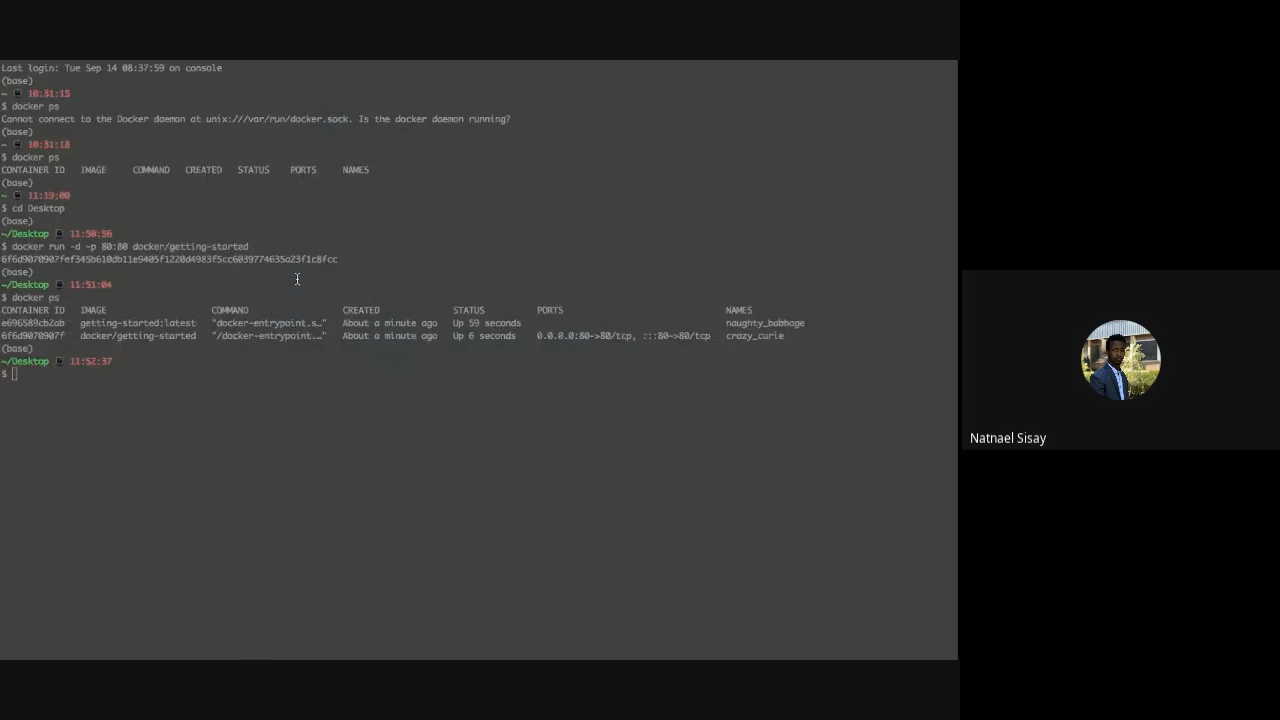 Last login: Tue Sep 14 08:37:59 on console
(base)
~ 10:31:15
$ docker ps
Cannot connect to the Docker daemon at unix:///var/run/docker.sock. Is the docker daemon running?
(base)
~ 10:31:18
$ docker ps
CONTAINER ID IMAGE COMMAND CREATED STATUS PORTS NAMES
(base)
~ 11:19:00
$ cd Desktop
(base)
~/Desktop 11:50:56
$ docker run -d -p 80:80 docker/getting-started
6f6d9070907fef345b610db11e9405f1220d4983f5cc6039774635a23f1c8fcc
(base)
~/Desktop 11:51:04
$ docker ps
CONTAINER ID IMAGE COMMAND CREATED STATUS PORTS NAMES
e696589cb2ab getting-started:latest "docker-entrypoint.s…" About a minute ago Up 59 seconds naughty_babbage
6f6d9070907f docker/getting-started "/docker-entrypoint.…" About a minute ago Up 6 seconds 0.0.0.0:80->80/tcp, :::80->80/tcp crazy_curie
(base)
~/Desktop 11:52:37
$
Natnael Sisay